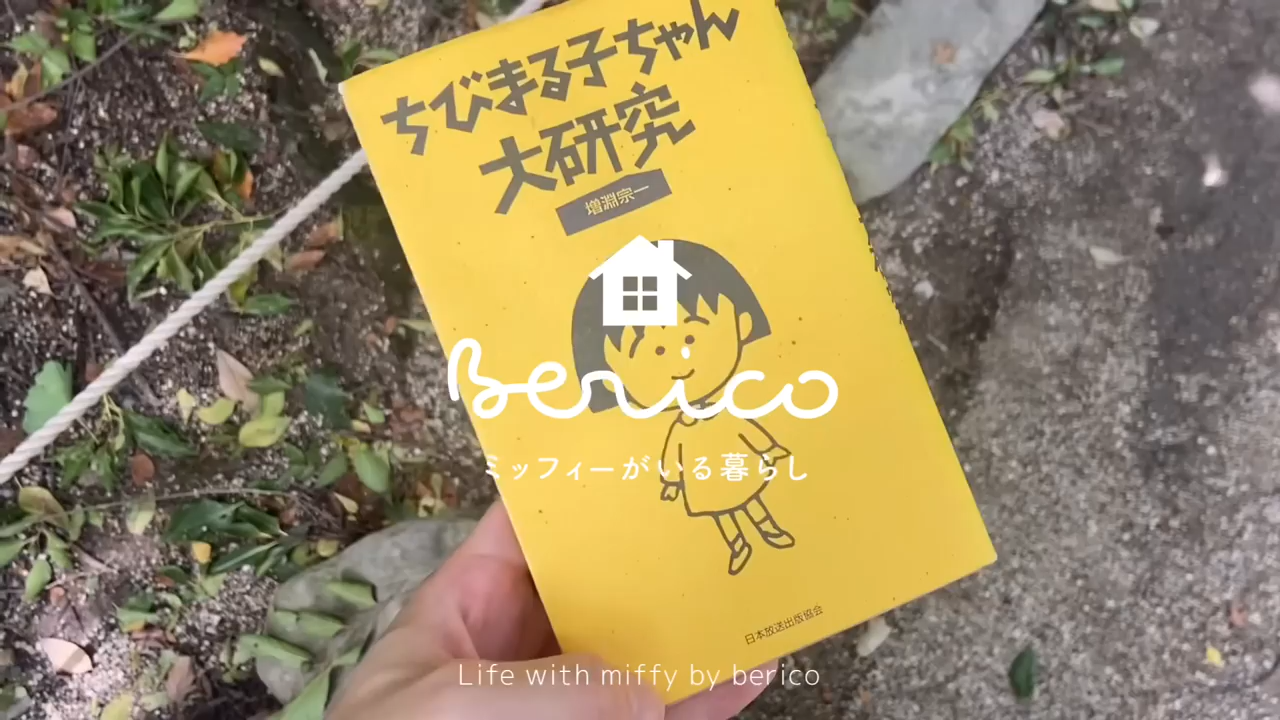 ちびまる子ちゃん
大研究
増淵宗一
Berico
ミッフィーがいる暮らし
日本放送出版協会
Life with miffy by berico